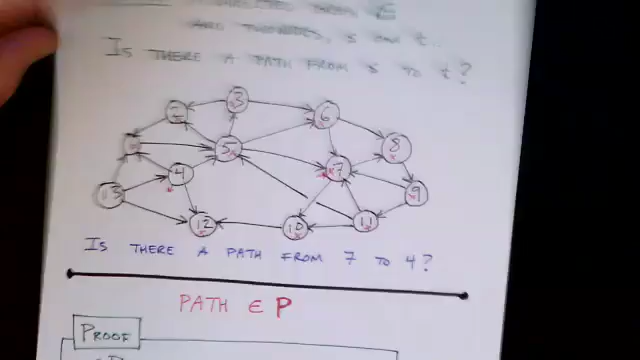 AND TWO NODES, s AND t..
IS THERE A PATH FROM s TO t?
3
2
6
1
5
8
7
4
13
9
12
10
11
IS THERE A PATH FROM 7 TO 4?
PATH ∈ P
PROOF